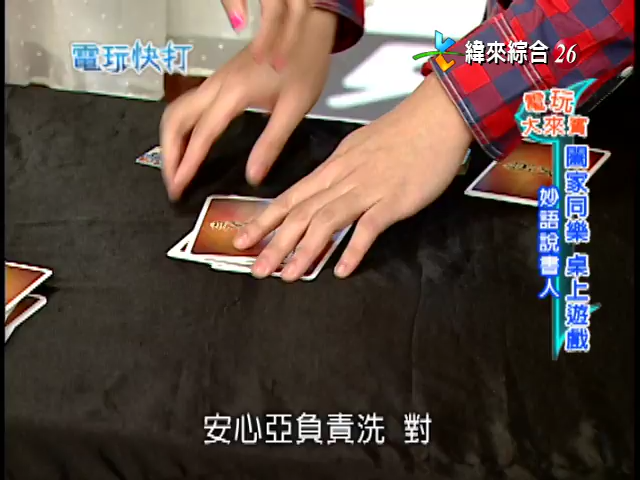 電玩快打
緯來綜合 26
電玩
大來賓
闔家同樂 桌上遊戲
妙語說書人
安心亞負責洗 對